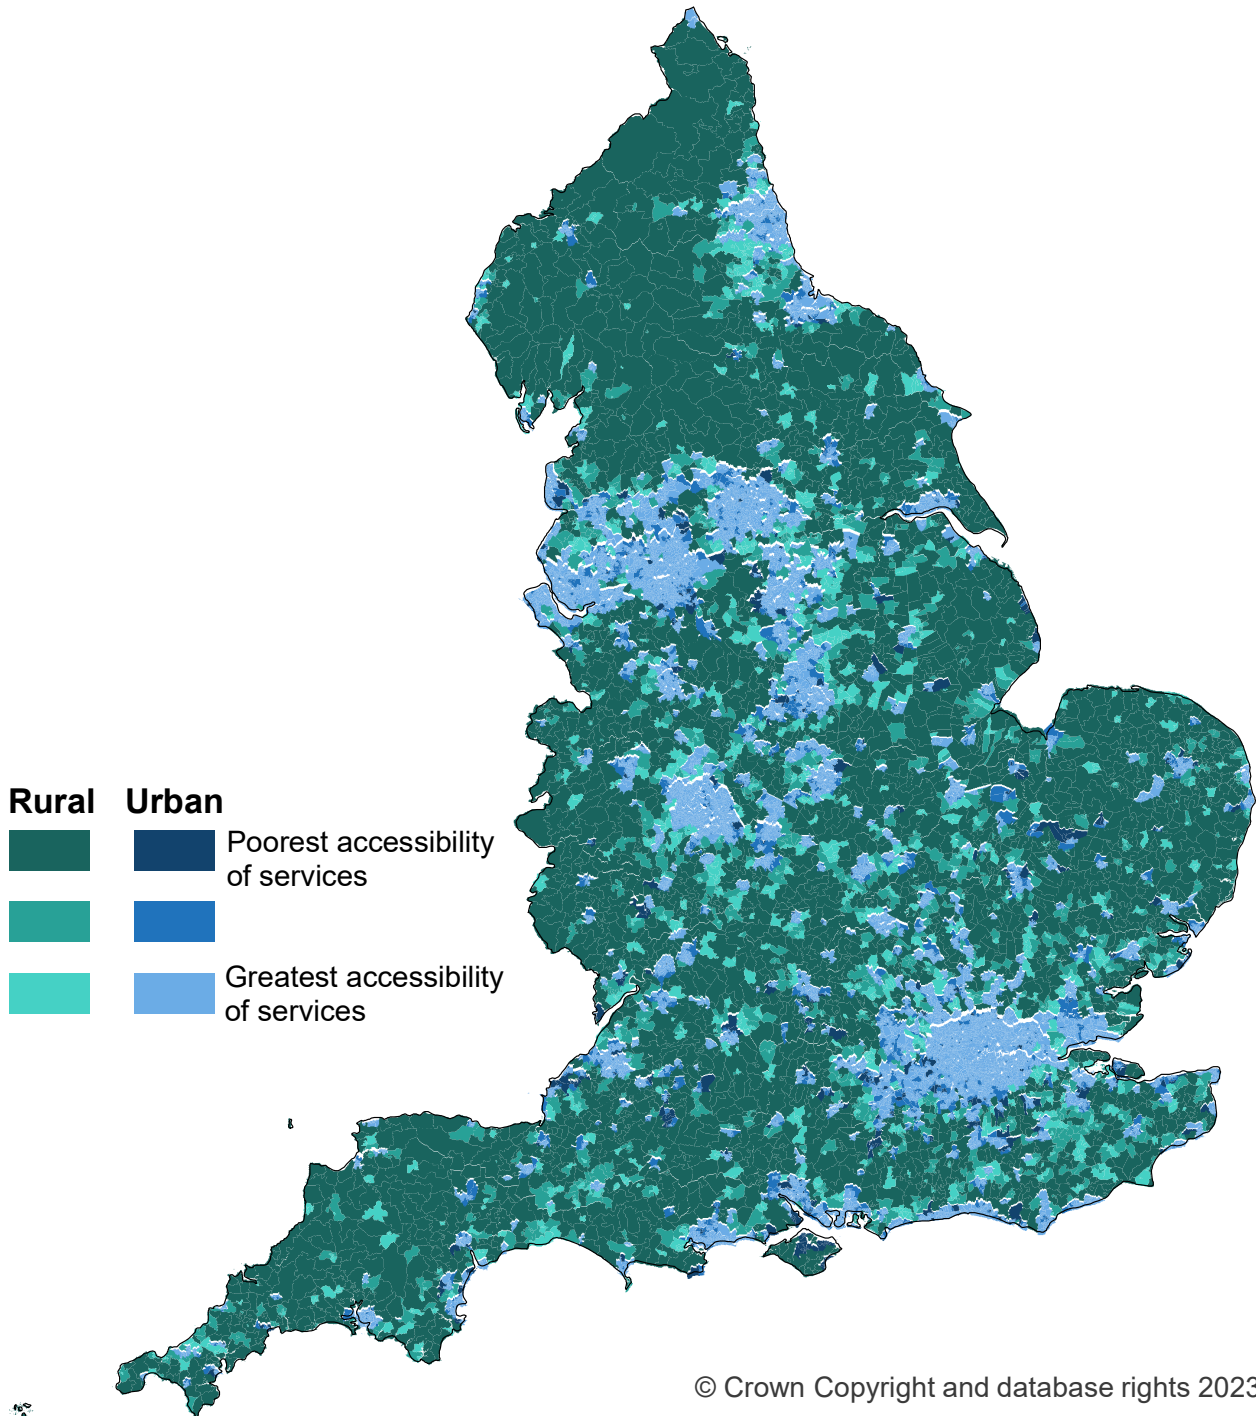 Rural Urban
Poorest accessibility
of services
Greatest accessibility
of services
© Crown Copyright and database rights 2023